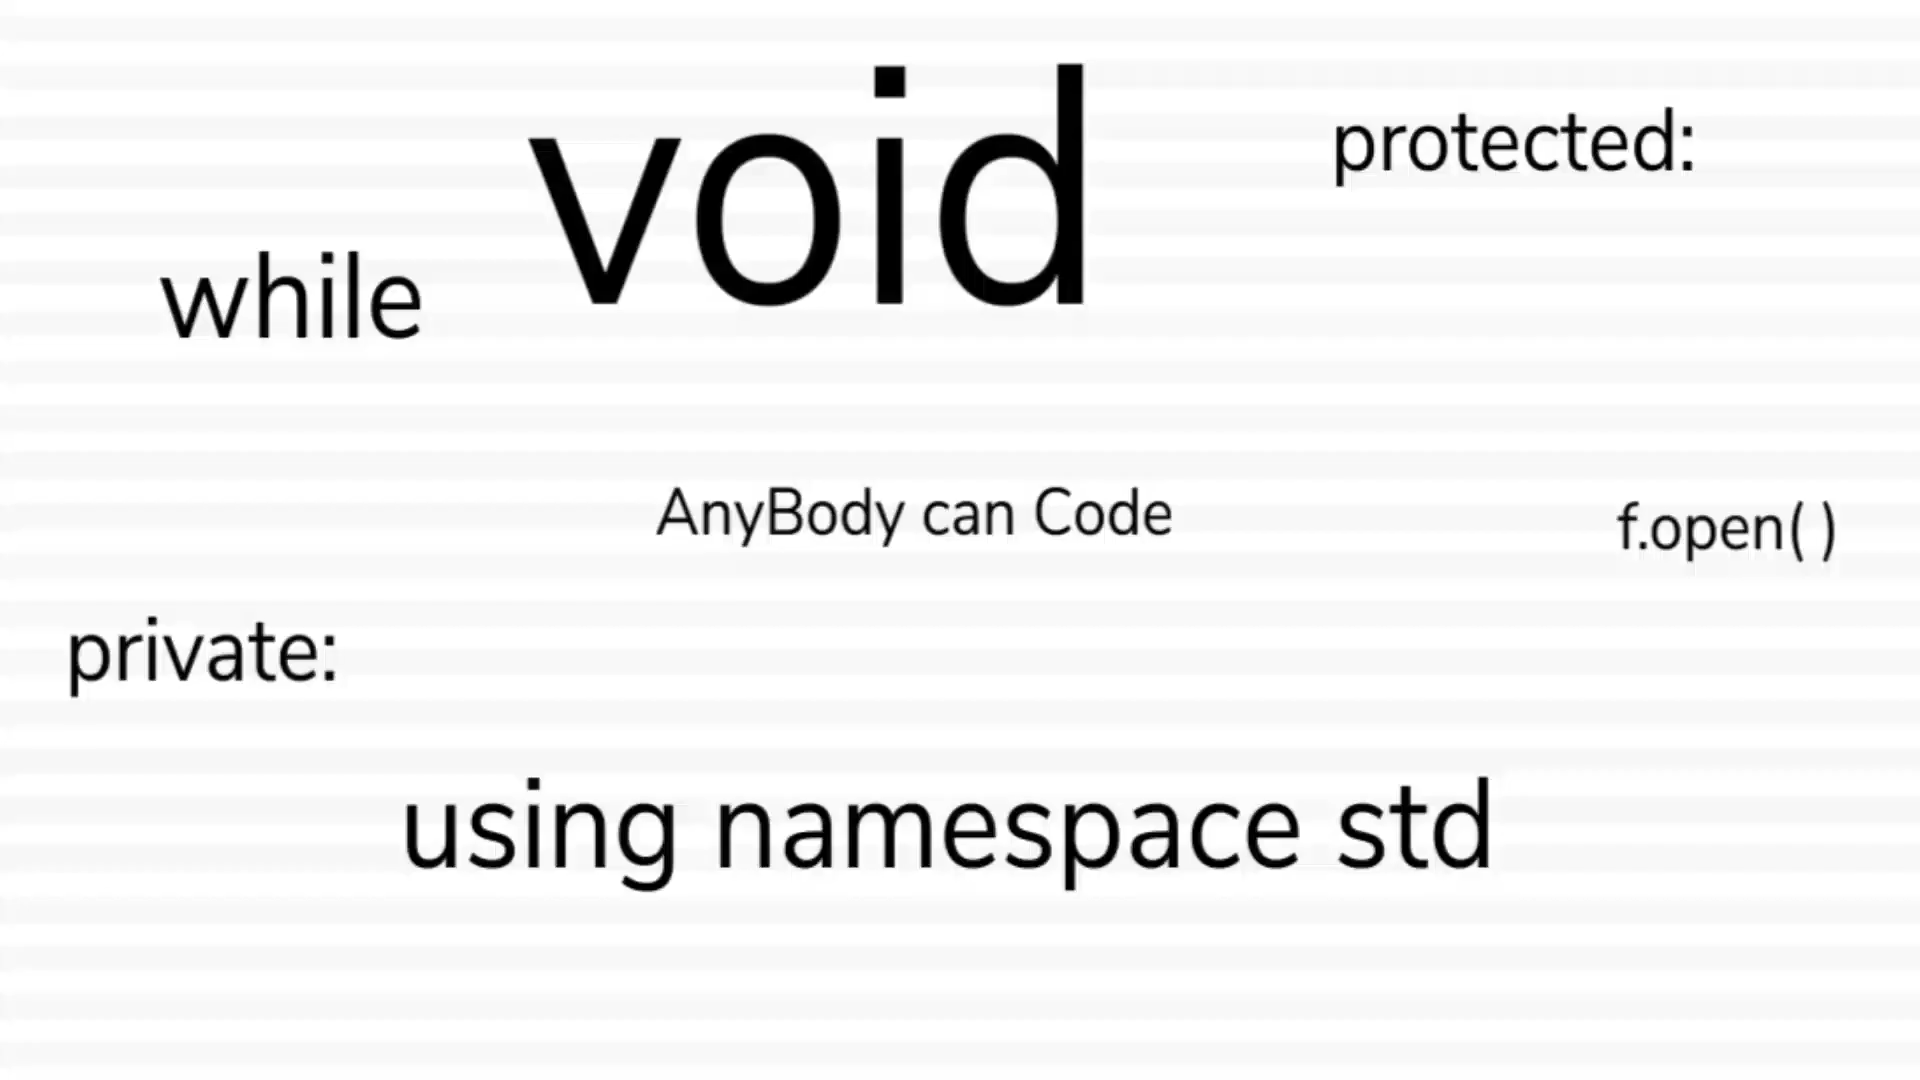 void
protected:
while
AnyBody can Code
f.open( )
private:
using namespace std